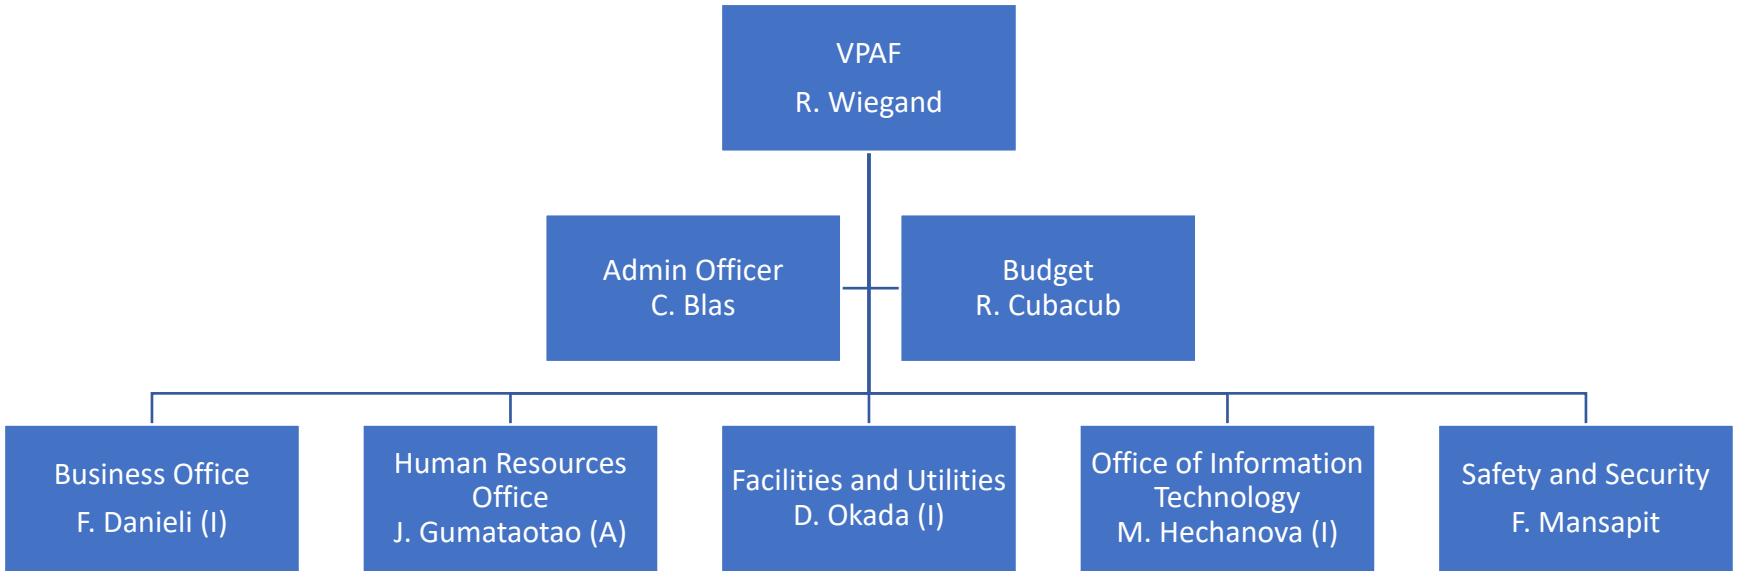 VPAF
R. Wiegand
Admin Officer
C. Blas
Budget
R. Cubacub
Business Office
F. Danieli (I)
Human Resources
Office
J. Gumataotao (A)
Facilities and Utilities
D. Okada (I)
Office of Information
Technology
M. Hechanova (I)
Safety and Security
F. Mansapit